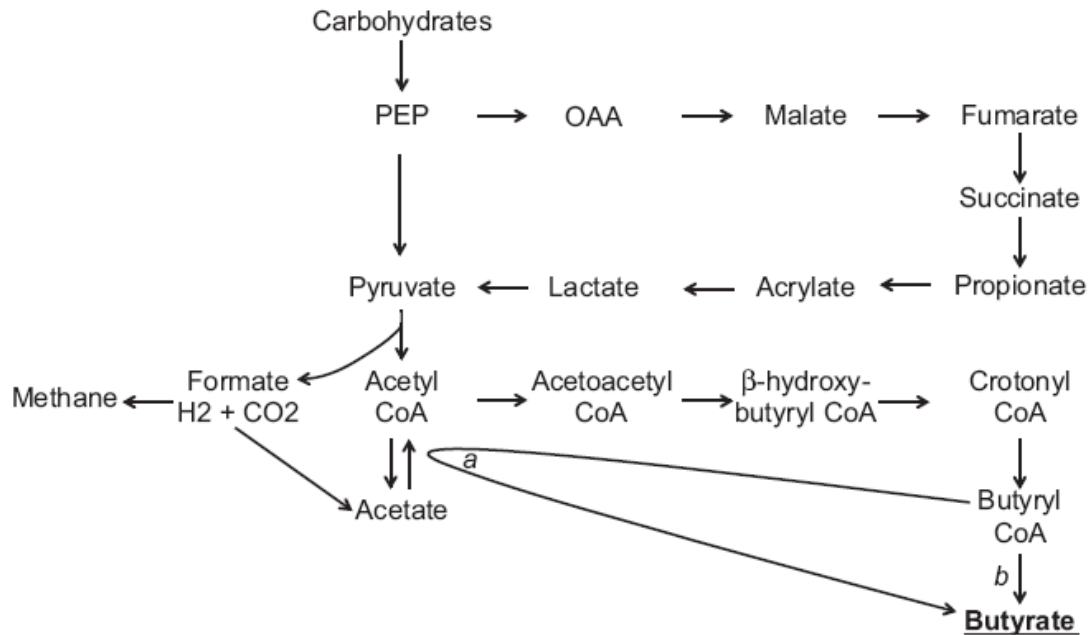 Carbohydrates
PEP
OAA
Malate
Fumarate
Succinate
Pyruvate
Lactate
Acrylate
Propionate
Methane
Formate
H2 + CO2
Acetyl
CoA
Acetoacetyl
CoA
β-hydroxy-
butyryl CoA
Crotonyl
CoA
a
Acetate
Butyryl
CoA
b
Butyrate